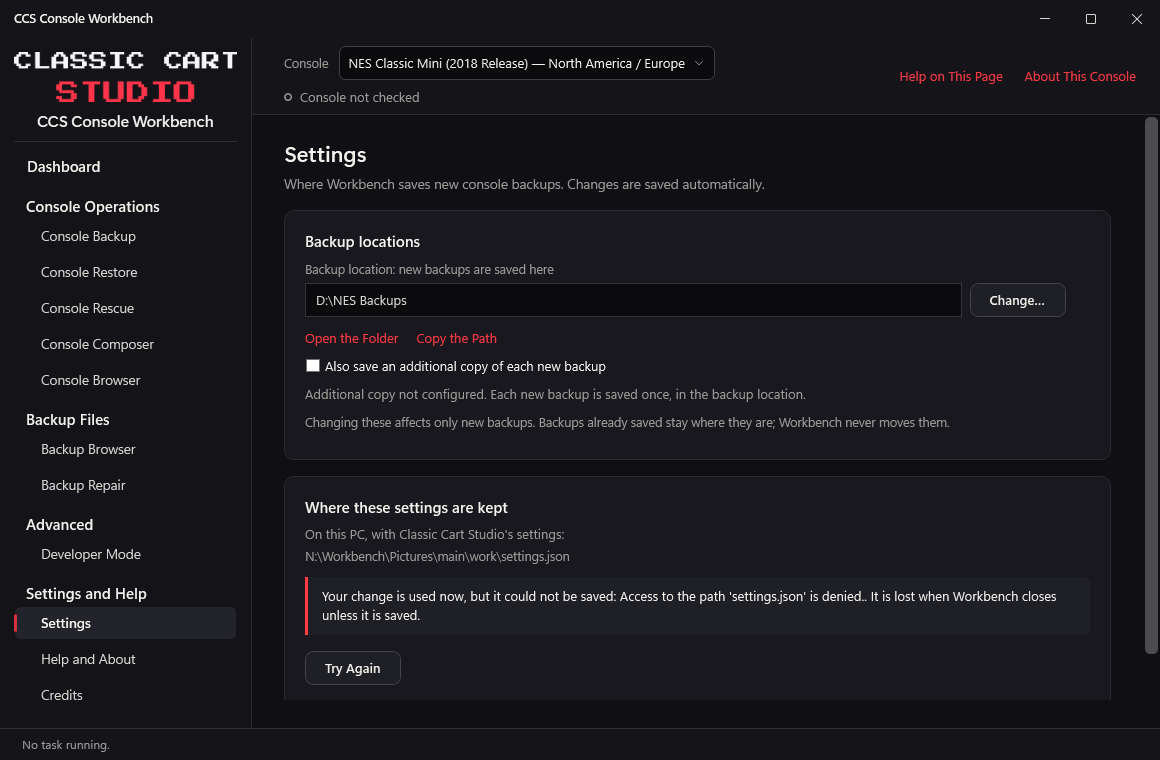 CCS Console Workbench
CLASSIC CART
STUDIO
CCS Console Workbench
Dashboard
Console Operations
Console Backup
Console Restore
Console Rescue
Console Composer
Console Browser
Backup Files
Backup Browser
Backup Repair
Advanced
Developer Mode
Settings and Help
Settings
Help and About
Credits
Console
NES Classic Mini (2018 Release) — North America / Europe
Console not checked
Help on This Page
About This Console
Settings
Where Workbench saves new console backups. Changes are saved automatically.
Backup locations
Backup location: new backups are saved here
D:\NES Backups
Change...
Open the Folder
Copy the Path
Also save an additional copy of each new backup
Additional copy not configured. Each new backup is saved once, in the backup location.
Changing these affects only new backups. Backups already saved stay where they are; Workbench never moves them.
Where these settings are kept
On this PC, with Classic Cart Studio's settings:
N:\Workbench\Pictures\main\work\settings.json
Your change is used now, but it could not be saved: Access to the path 'settings.json' is denied.. It is lost when Workbench closes
unless it is saved.
Try Again
No task running.